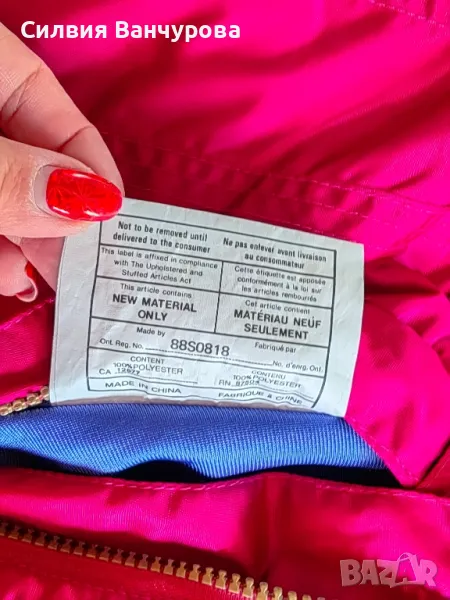 Силвия Ванчурова
Not to be removed until
delivered to the consumer
Ne pas enlever avant livraison
au consommateur
This label is affixed in compliance
with The Upholstered and
Stuffed Articles Act
Cette étiquette est apposée
conformément à la loi sur
les articles rembourrés
This article contains
NEW MATERIAL
ONLY
Cet article contient
MATÉRIAU NEUF
SEULEMENT
Made by
Fabriqué par
Ont. Reg. No. 88S0818 No. d'enrg. Ont.
CONTENT
100% POLYESTER
CA
CONTENU
100% POLYESTER
RN
MADE IN CHINA
FABRIQUE & CHINE
BAZAR